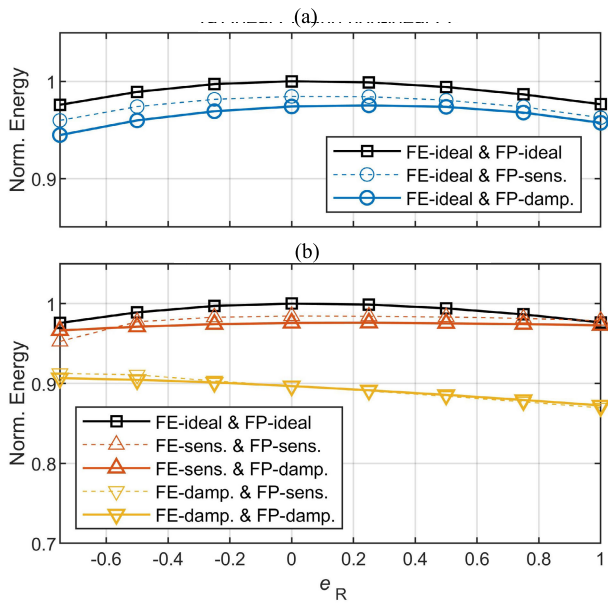 (a)
Norm. Energy
1
0.9
FE-ideal & FP-ideal
FE-ideal & FP-sens.
FE-ideal & FP-damp.
(b)
Norm. Energy
1
0.9
0.8
0.7
FE-ideal & FP-ideal
FE-sens. & FP-sens.
FE-sens. & FP-damp.
FE-damp. & FP-sens.
FE-damp. & FP-damp.
-0.6 -0.4 -0.2 0 0.2 0.4 0.6 0.8 1
e_R